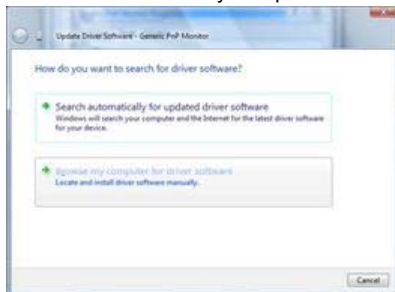 Update Driver Software - Generic PnP Monitor
How do you want to search for driver software?
Search automatically for updated driver software
Windows will search your computer and the Internet for the latest driver software
for your device.
Browse my computer for driver software
Locate and install driver software manually.
Cancel